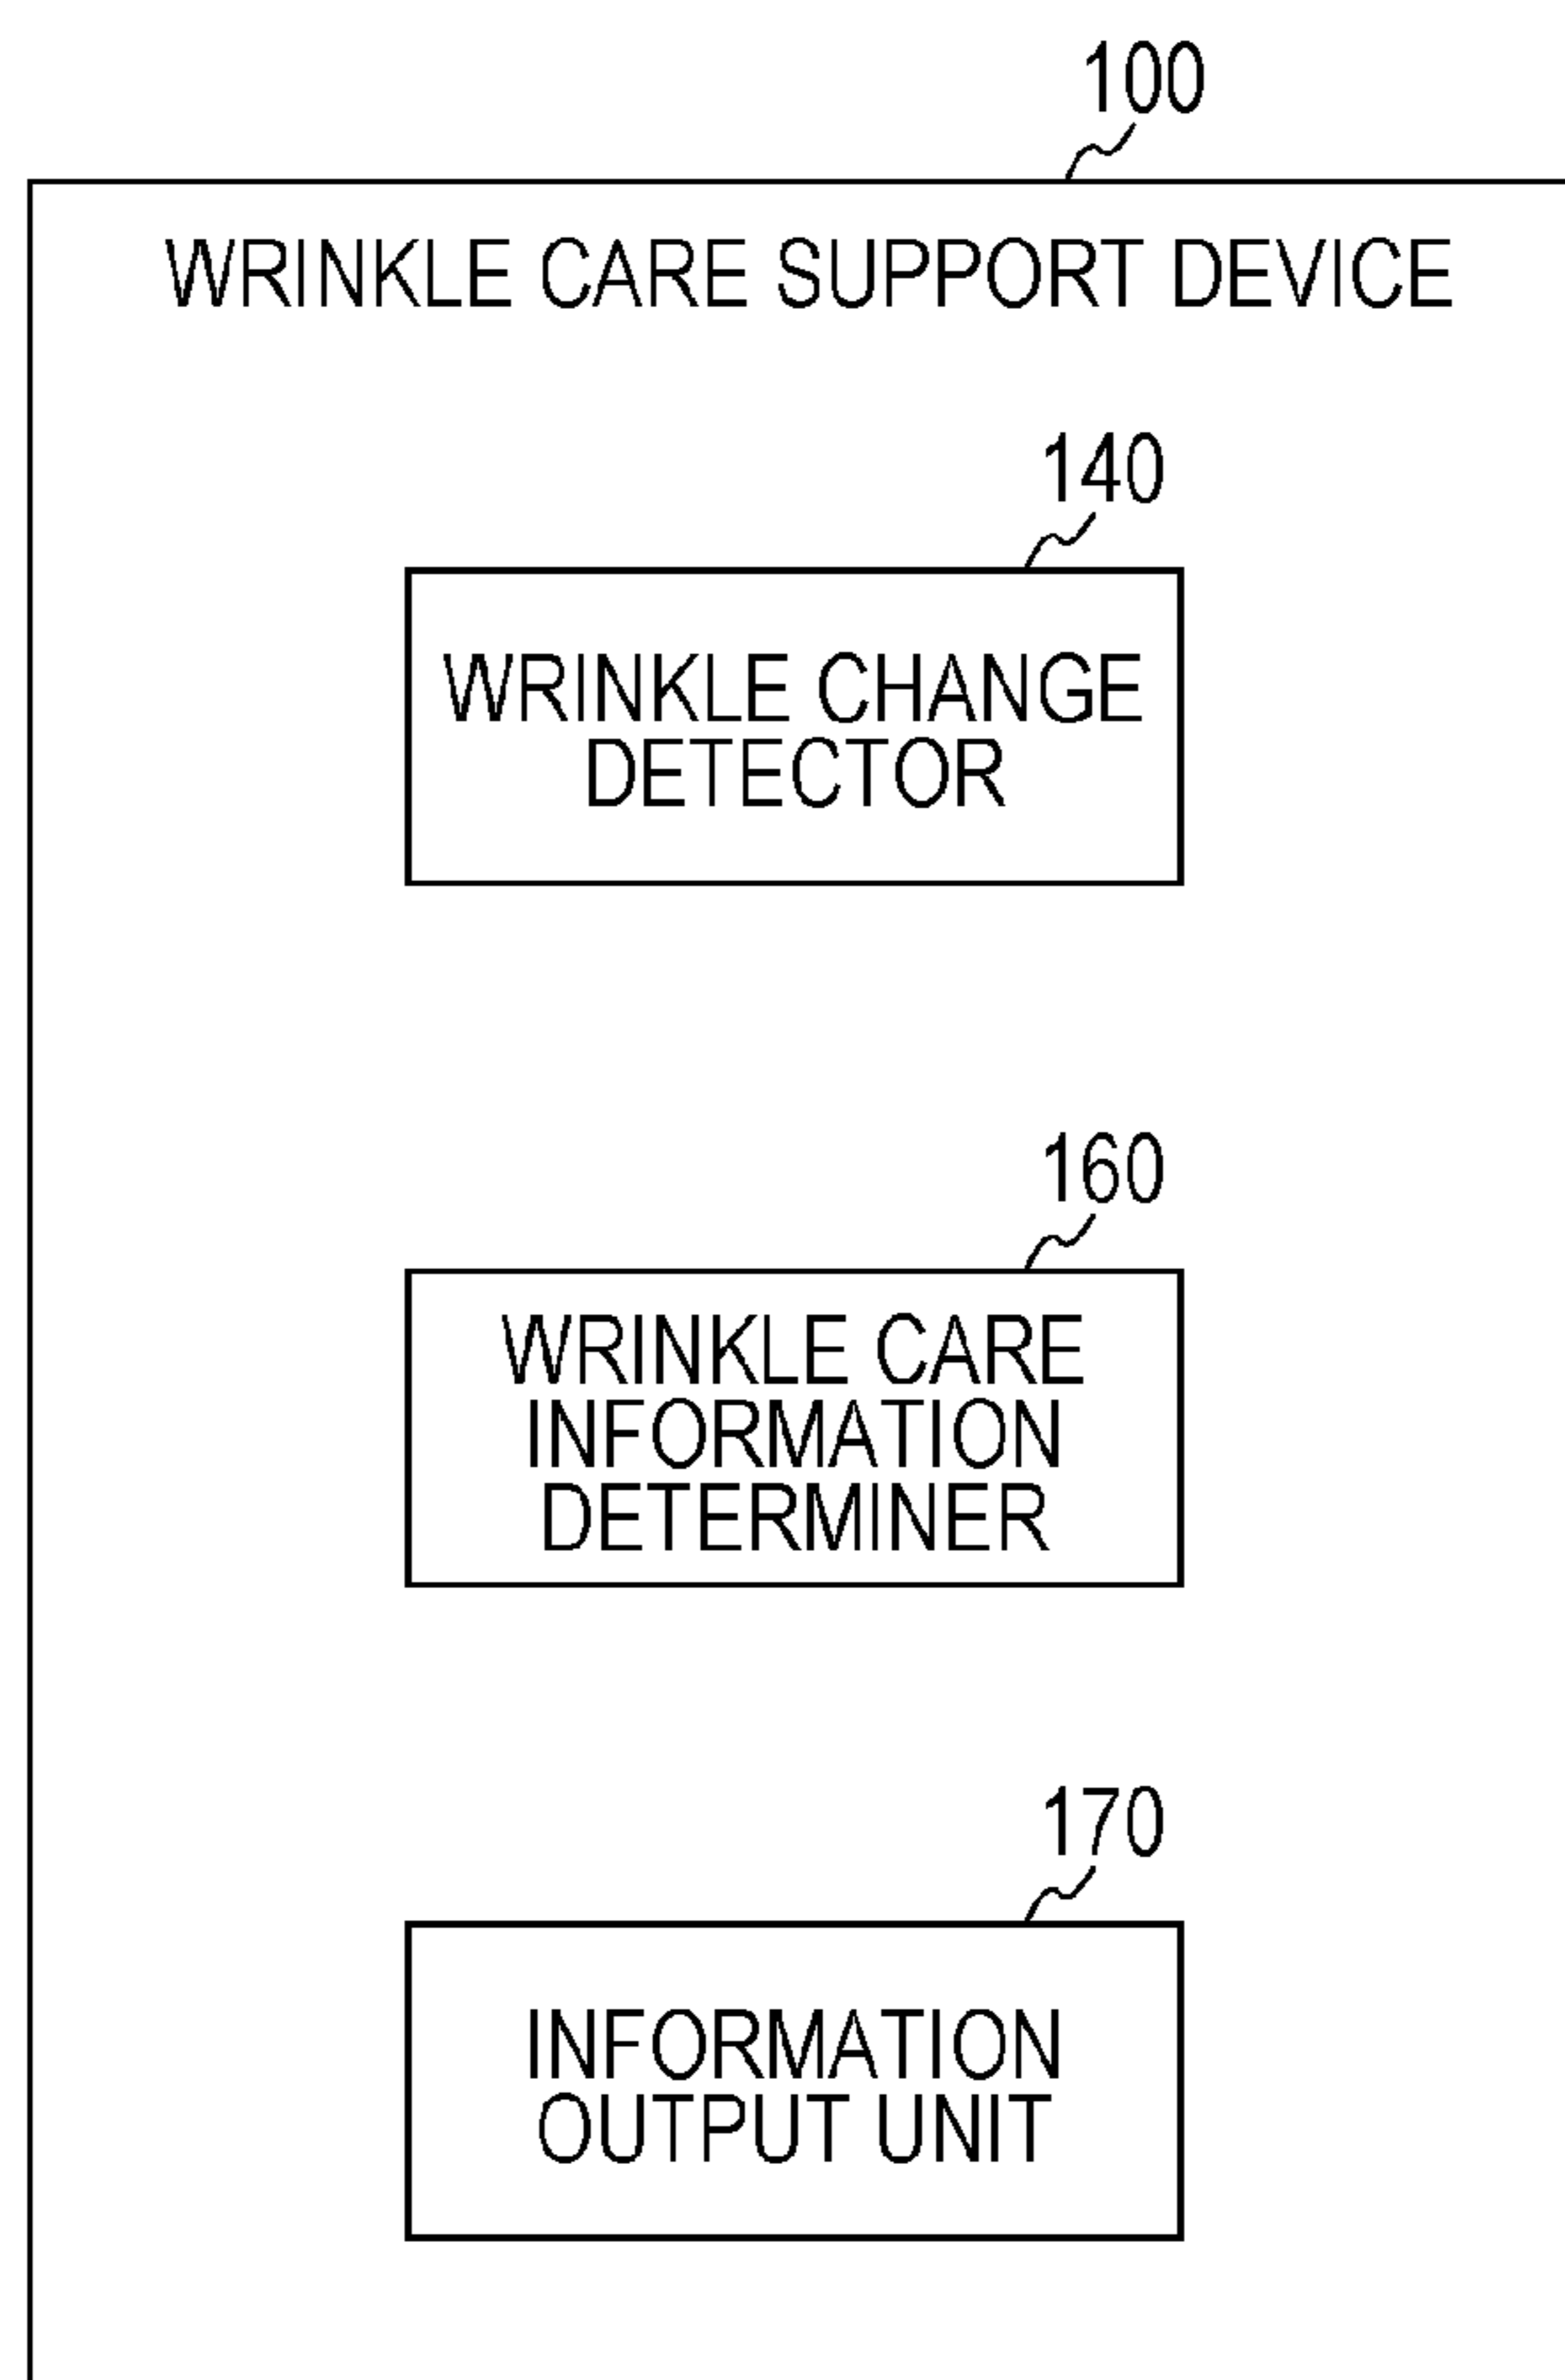 100
WRINKLE CARE SUPPORT DEVICE
140
WRINKLE CHANGE
DETECTOR
160
WRINKLE CARE
INFORMATION
DETERMINER
170
INFORMATION
OUTPUT UNIT